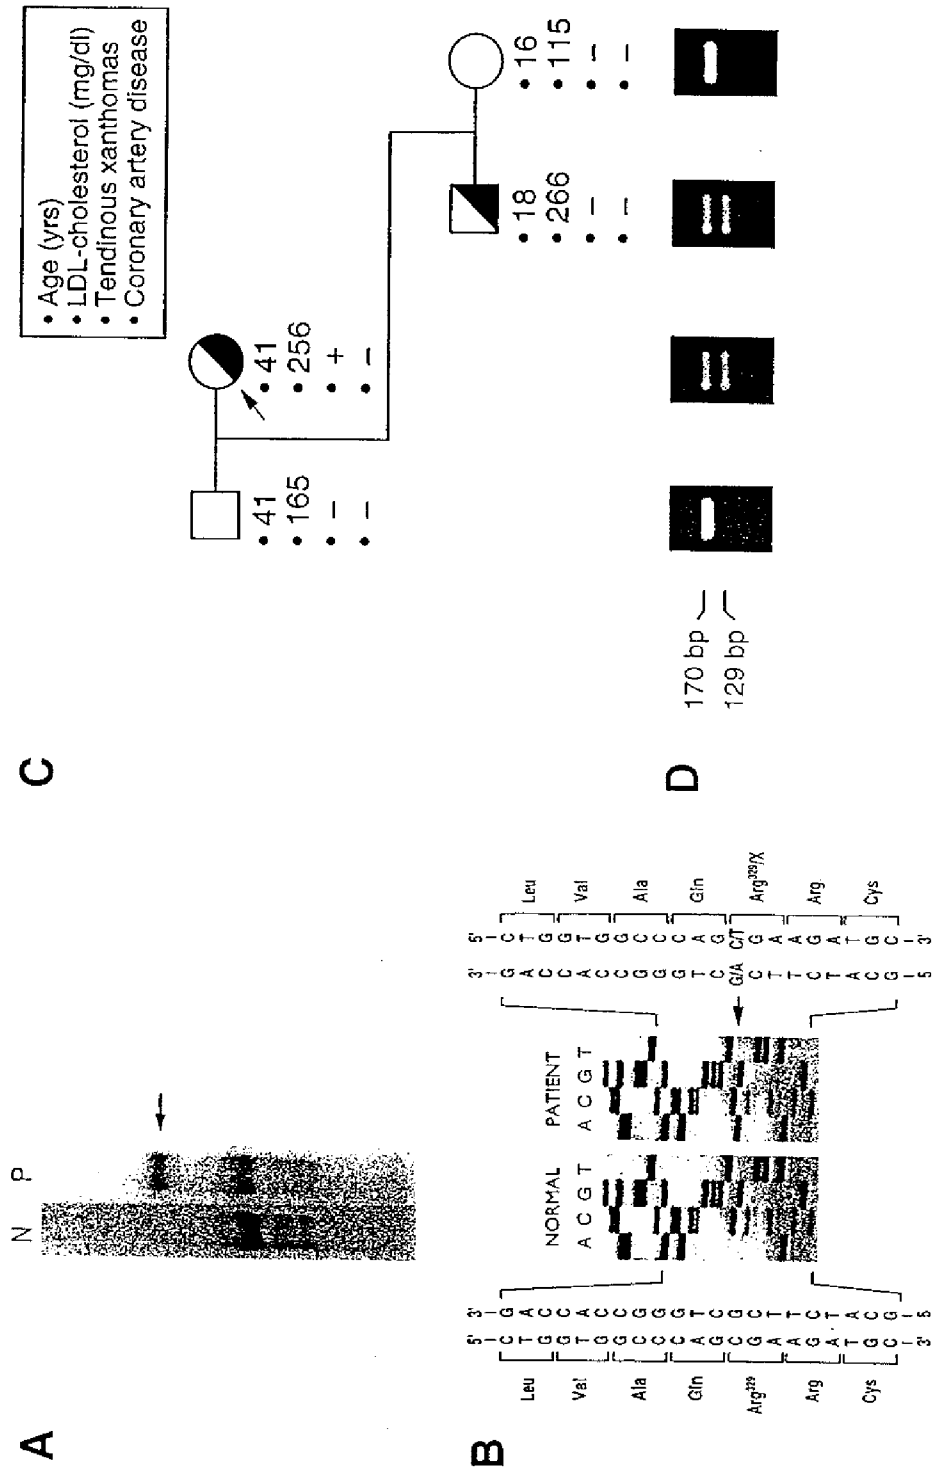 A
N P
B
NORMAL PATIENT
A C G T A C G T
5' 3'
C G
T A
G C
G C
T A
G C
G C
C G
C G
C G
A T
G C
C G
G C
A T
A T
G C
A T
T A
G C
C G
3' 5
Leu
Val
Ala
Gln
Arg³²⁹
Arg
Cys
3' 5'
G C
A T
C G
C G
A T
C G
C G
G C
G C
G C
T A
C G
G/A C/T
C G
T A
T A
C G
T A
A T
C G
G C
5 3'
Leu
Val
Ala
Gln
Arg³²⁹/X
Arg
Cys
C
• Age (yrs)
• LDL-cholesterol (mg/dl)
• Tendinous xanthomas
• Coronary artery disease
• 41 • 41
• 165 • 256
• – • +
• – • –
• 18 • 16
• 266 • 115
• – • –
• – • –
D
170 bp
129 bp